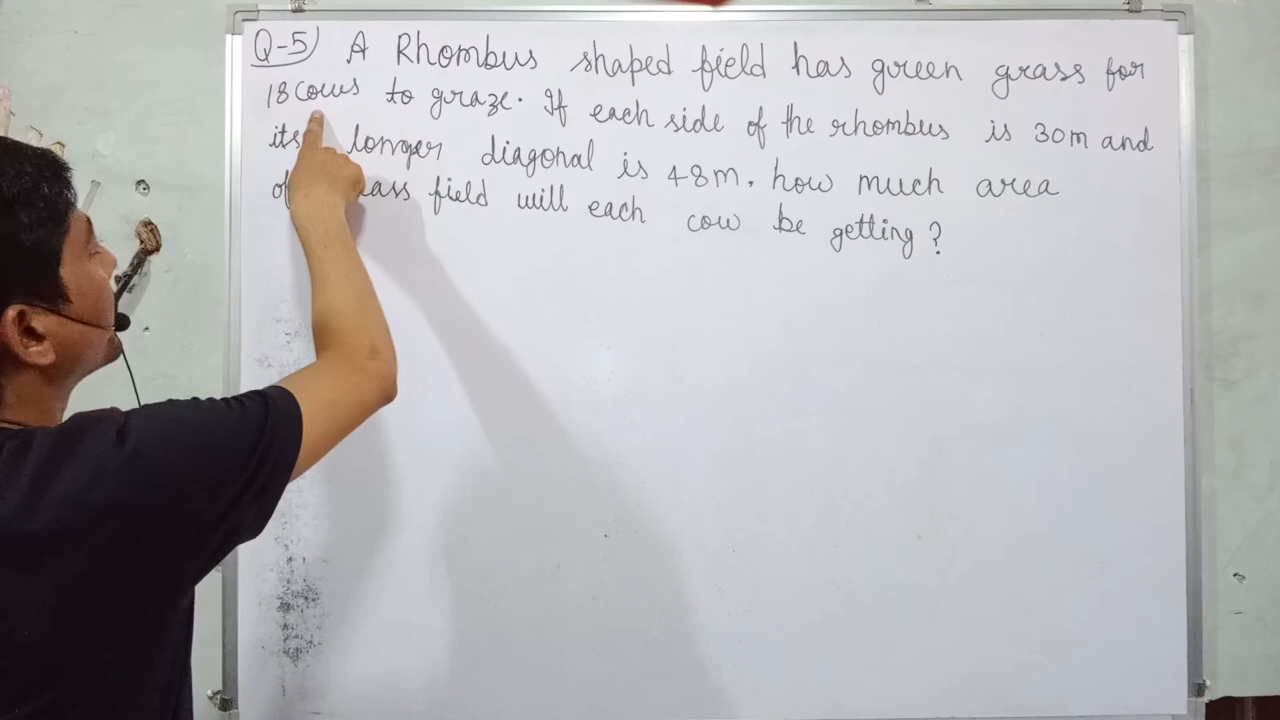 Q-5) A Rhombus shaped field has green grass for
18 cows to graze. If each side of the rhombus is 30m and
its longer diagonal is 48m, how much area
of field will each cow be getting?